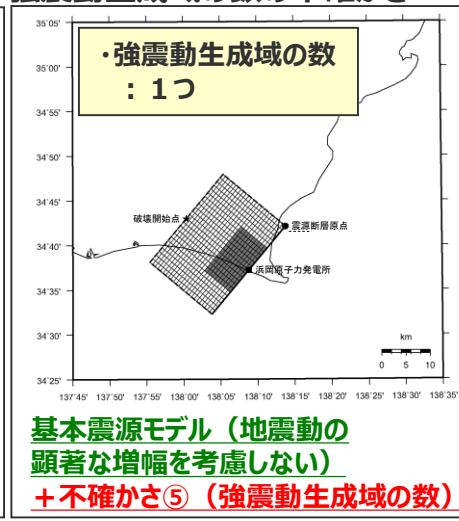 ・強震動生成域の数
：1つ
35˚05'
35˚00'
34˚55'
34˚50'
34˚45'
34˚40'
34˚35'
34˚30'
34˚25'
破壊開始点
震源断層原点
浜岡原子力発電所
km
0 5 10
137˚45' 137˚50' 137˚55' 138˚00' 138˚05' 138˚10' 138˚15' 138˚20' 138˚25' 138˚30' 138˚35'
基本震源モデル（地震動の
顕著な増幅を考慮しない）
＋不確かさ⑤（強震動生成域の数）